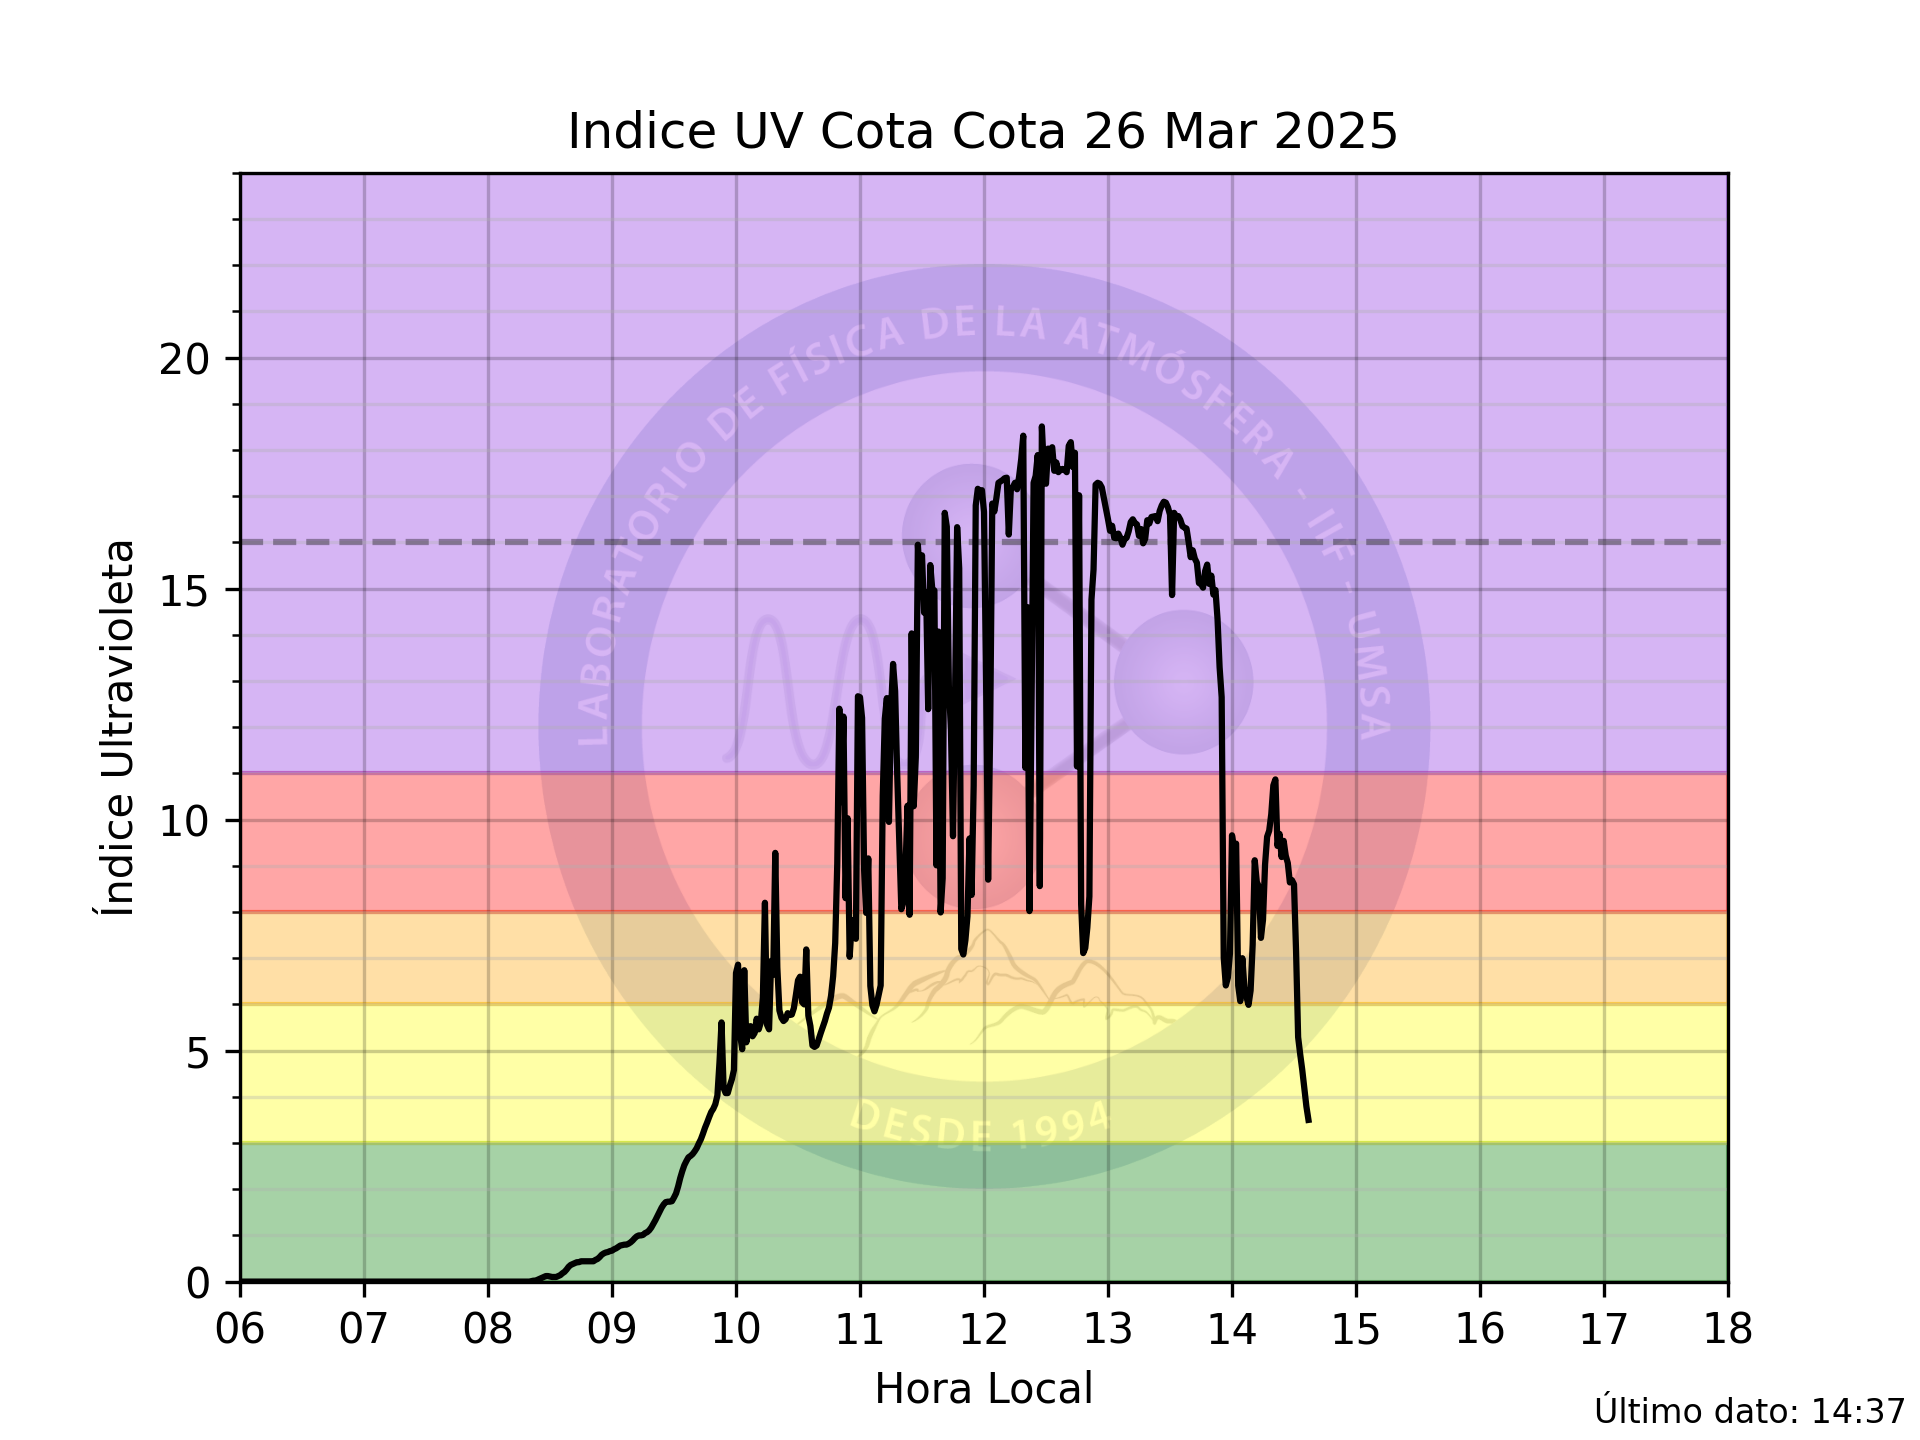 Indice UV Cota Cota 26 Mar 2025
LABORATORIO DE FÍSICA DE LA ATMÓSFERA - IIF - UMSA
DESDE 1994
Índice Ultravioleta
20
15
10
5
0
06 07 08 09 10 11 12 13 14 15 16 17 18
Hora Local
Último dato: 14:37